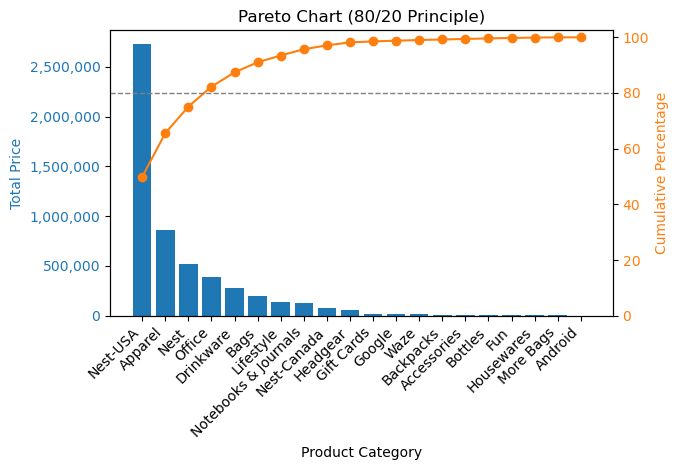 Pareto Chart (80/20 Principle)
Total Price
2,500,000
2,000,000
1,500,000
1,000,000
500,000
0
100
80
60
40
20
0
Cumulative Percentage
Nest-USA
Apparel
Nest
Office
Drinkware
Bags
Lifestyle
Notebooks & Journals
Nest-Canada
Headgear
Gift Cards
Google
Waze
Backpacks
Accessories
Bottles
Fun
Housewares
More Bags
Android
Product Category